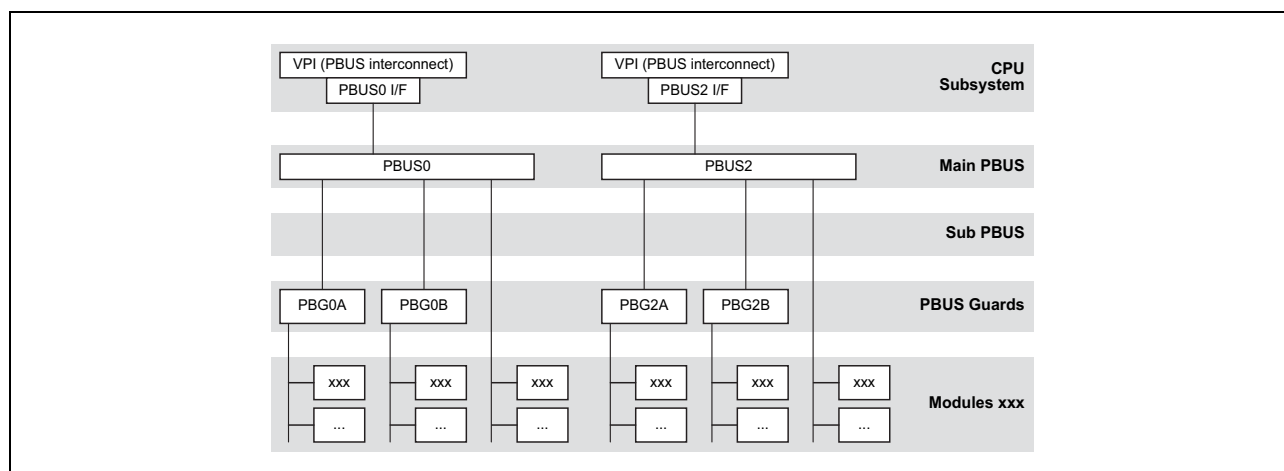 VPI (PBUS interconnect)
VPI (PBUS interconnect)
CPU
Subsystem
PBUS0 I/F
PBUS2 I/F
PBUS0
PBUS2
Main PBUS
Sub PBUS
PBG0A
PBG0B
PBG2A
PBG2B
PBUS Guards
xxx
xxx
xxx
xxx
xxx
xxx
Modules xxx
...
...
...
...
...
...